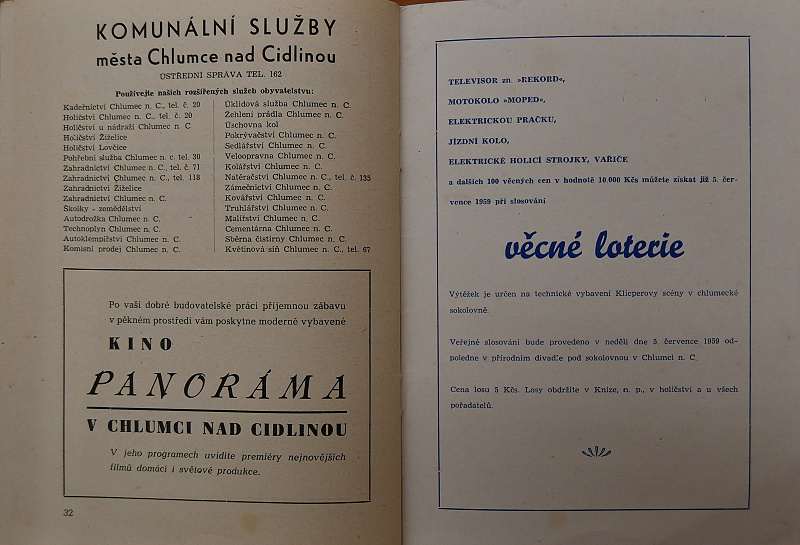 KOMUNÁLNÍ SLUŽBY
města Chlumce nad Cidlinou
ÚSTŘEDNÍ SPRÁVA TEL. 162
Používejte našich rozšířených služeb obyvatelstvu:
Kadeřnictví Chlumec n. C., tel. č. 20
Holičství Chlumec n. C., tel. č. 20
Holičství u nádraží Chlumec n. C
Holičství Žiželice
Holičství Lovčice
Pohřební služba Chlumec n. c. tel. 30
Zahradnictví Chlumec n. C., tel. č. 71
Zahradnictví Chlumec n. C., tel. 118
Zahradnictví Žiželice
Zahradnictví Chlumec n. C.
Školky - zemědělství
Autodrožka Chlumec n. C.
Technoplyn Chlumec n. C.
Autoklempířství Chlumec n. C.
Komisní prodej Chlumec n. C.
Úklidová služba Chlumec n. C.
Žehlení prádla Chlumec n. C.
Úschovna kol
Pokrývačství Chlumec n. C.
Sedlářství Chlumec n. C.
Veloopravna Chlumec n. C.
Kolářství Chlumec n. C.
Natěračství Chlumec n. C., tel. č. 135
Zámečnictví Chlumec n. C.
Kovářství Chlumec n. C.
Truhlářství Chlumec n. C.
Malířství Chlumec n. C.
Cementárna Chlumec n. C.
Sběrna čistírny Chlumec n. C.
Květinová síň Chlumec n. C., tel. 67
Po vaší dobré budovatelské práci příjemnou zábavu
v pěkném prostředí vám poskytne moderně vybavené
KINO
PANORÁMA
V CHLUMCI NAD CIDLINOU
V jeho programech uvidíte premiéry nejnovějších
filmů domácí i světové produkce.
32
TELEVISOR zn. »REKORD«,
MOTOKOLO »MOPED«,
ELEKTRICKOU PRAČKU,
JÍZDNÍ KOLO,
ELEKTRICKÉ HOLICÍ STROJKY, VAŘIČE
a dalších 100 věcných cen v hodnotě 10.000 Kčs můžete získat již 5. čer-
vence 1959 při slosování
věcné loterie
Výtěžek je určen na technické vybavení Klicperovy scény v chlumecké
sokolovně.
Veřejné slosování bude provedeno v neděli dne 5. července 1959 od-
poledne v přírodním divadle pod sokolovnou v Chlumci n. C.
Cena losu 5 Kčs. Losy obdržíte v Knize, n. p., v holičství a u všech
pořadatelů.